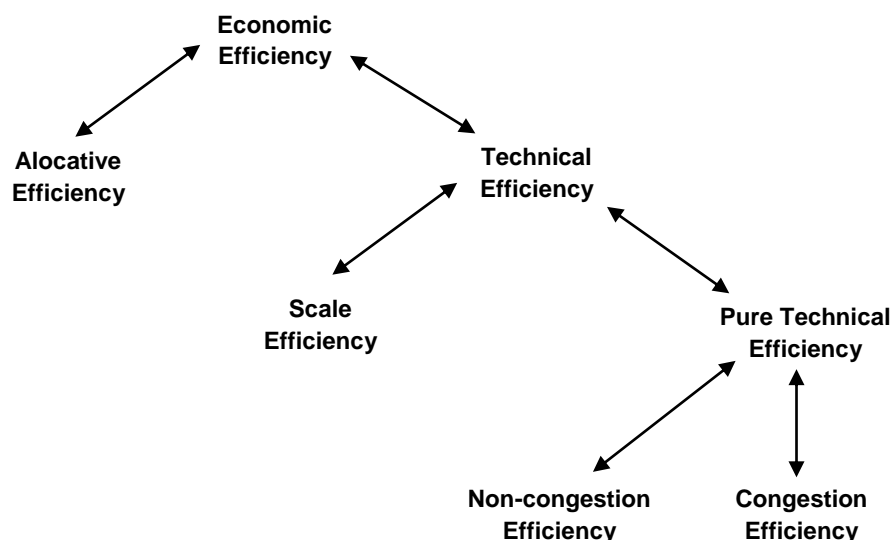 Economic
Efficiency
Alocative
Efficiency
Technical
Efficiency
Scale
Efficiency
Pure Technical
Efficiency
Non-congestion
Efficiency
Congestion
Efficiency